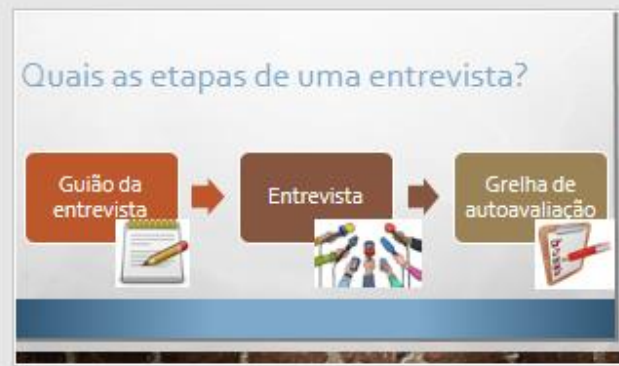 Quais as etapas de uma entrevista?
Guião da
entrevista
Entrevista
Grelha de
autoavaliação